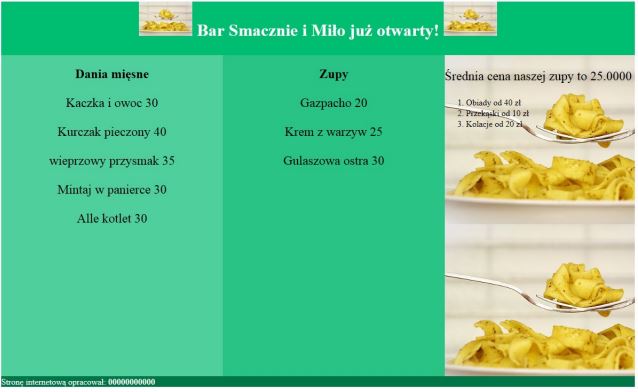 Bar Smacznie i Miło już otwarty!
Dania mięsne
Kaczka i owoc 30
Kurczak pieczony 40
wieprzowy przysmak 35
Mintaj w panierce 30
Alle kotlet 30
Zupy
Gazpacho 20
Krem z warzyw 25
Gulaszowa ostra 30
Średnia cena naszej zupy to 25.0000
1. Obiady od 40 zł
2. Przekąski od 10 zł
3. Kolacje od 20 zł
Stronę internetową opracował: 00000000000